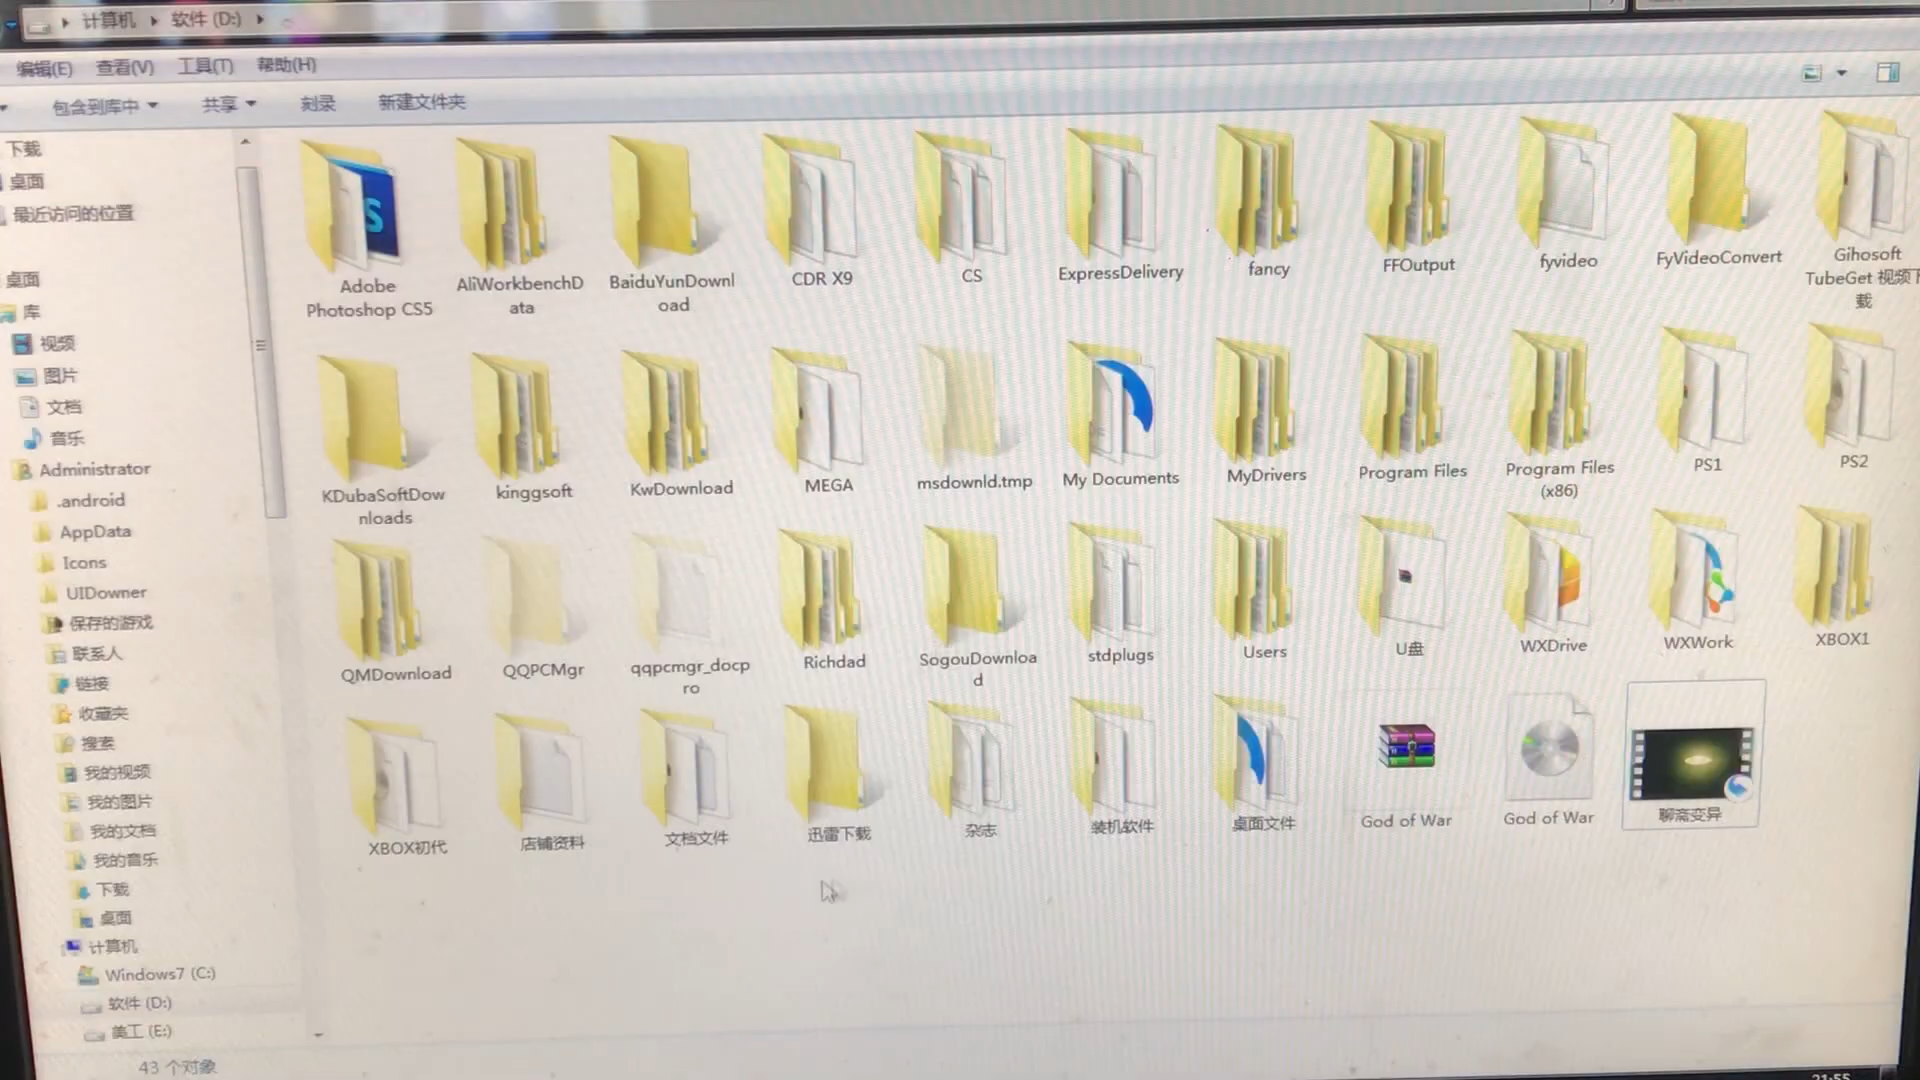 计算机 软件 (D:)
编辑(E) 查看(V) 工具(T) 帮助(H)
包含到库中 共享 刻录 新建文件夹
下载
桌面
最近访问的位置
桌面
库
视频
图片
文档
音乐
Administrator
.android
AppData
Icons
UIDowner
保存的游戏
联系人
链接
收藏夹
搜索
我的视频
我的图片
我的文档
我的音乐
下载
桌面
计算机
Windows7 (C:)
软件 (D:)
美工 (E:)
Adobe
Photoshop CS5
AliWorkbenchD
ata
BaiduYunDownl
oad
CDR X9
CS
ExpressDelivery
fancy
FFOutput
fyvideo
FyVideoConvert
Gihosoft
TubeGet 视频下
载
KDubaSoftDow
nloads
kinggsoft
KwDownload
MEGA
msdownld.tmp
My Documents
MyDrivers
Program Files
Program Files
(x86)
PS1
PS2
QMDownload
QQPCMgr
qqpcmgr_docp
ro
Richdad
SogouDownloa
d
stdplugs
Users
U盘
WXDrive
WXWork
XBOX1
XBOX初代
店铺资料
文档文件
迅雷下载
杂志
装机软件
桌面文件
God of War
God of War
聊斋变异
43 个对象
21:55